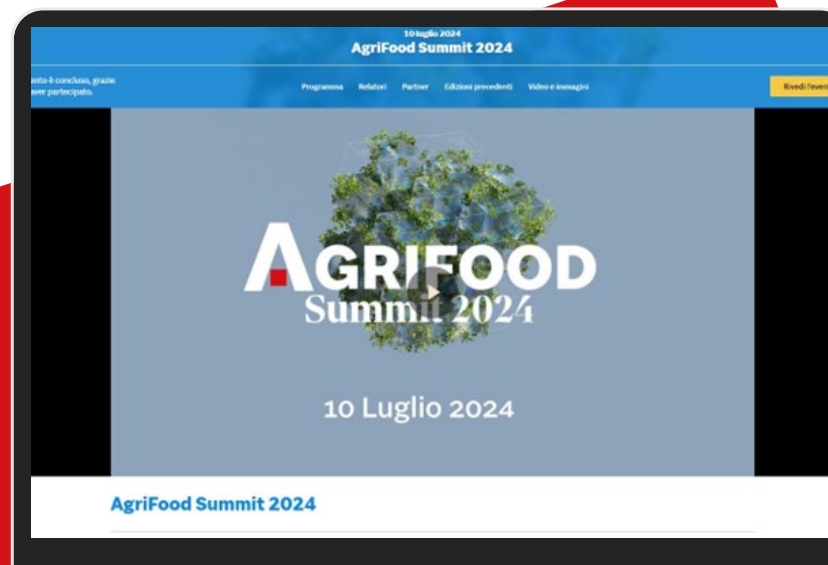 10 luglio 2024
AgriFood Summit 2024
ento è concluso, grazie
aver partecipato.
Programma Relatori Partner Edizioni precedenti Video e immagini
Rivedi l'event
AGRIFOOD
Summit 2024
10 Luglio 2024
AgriFood Summit 2024